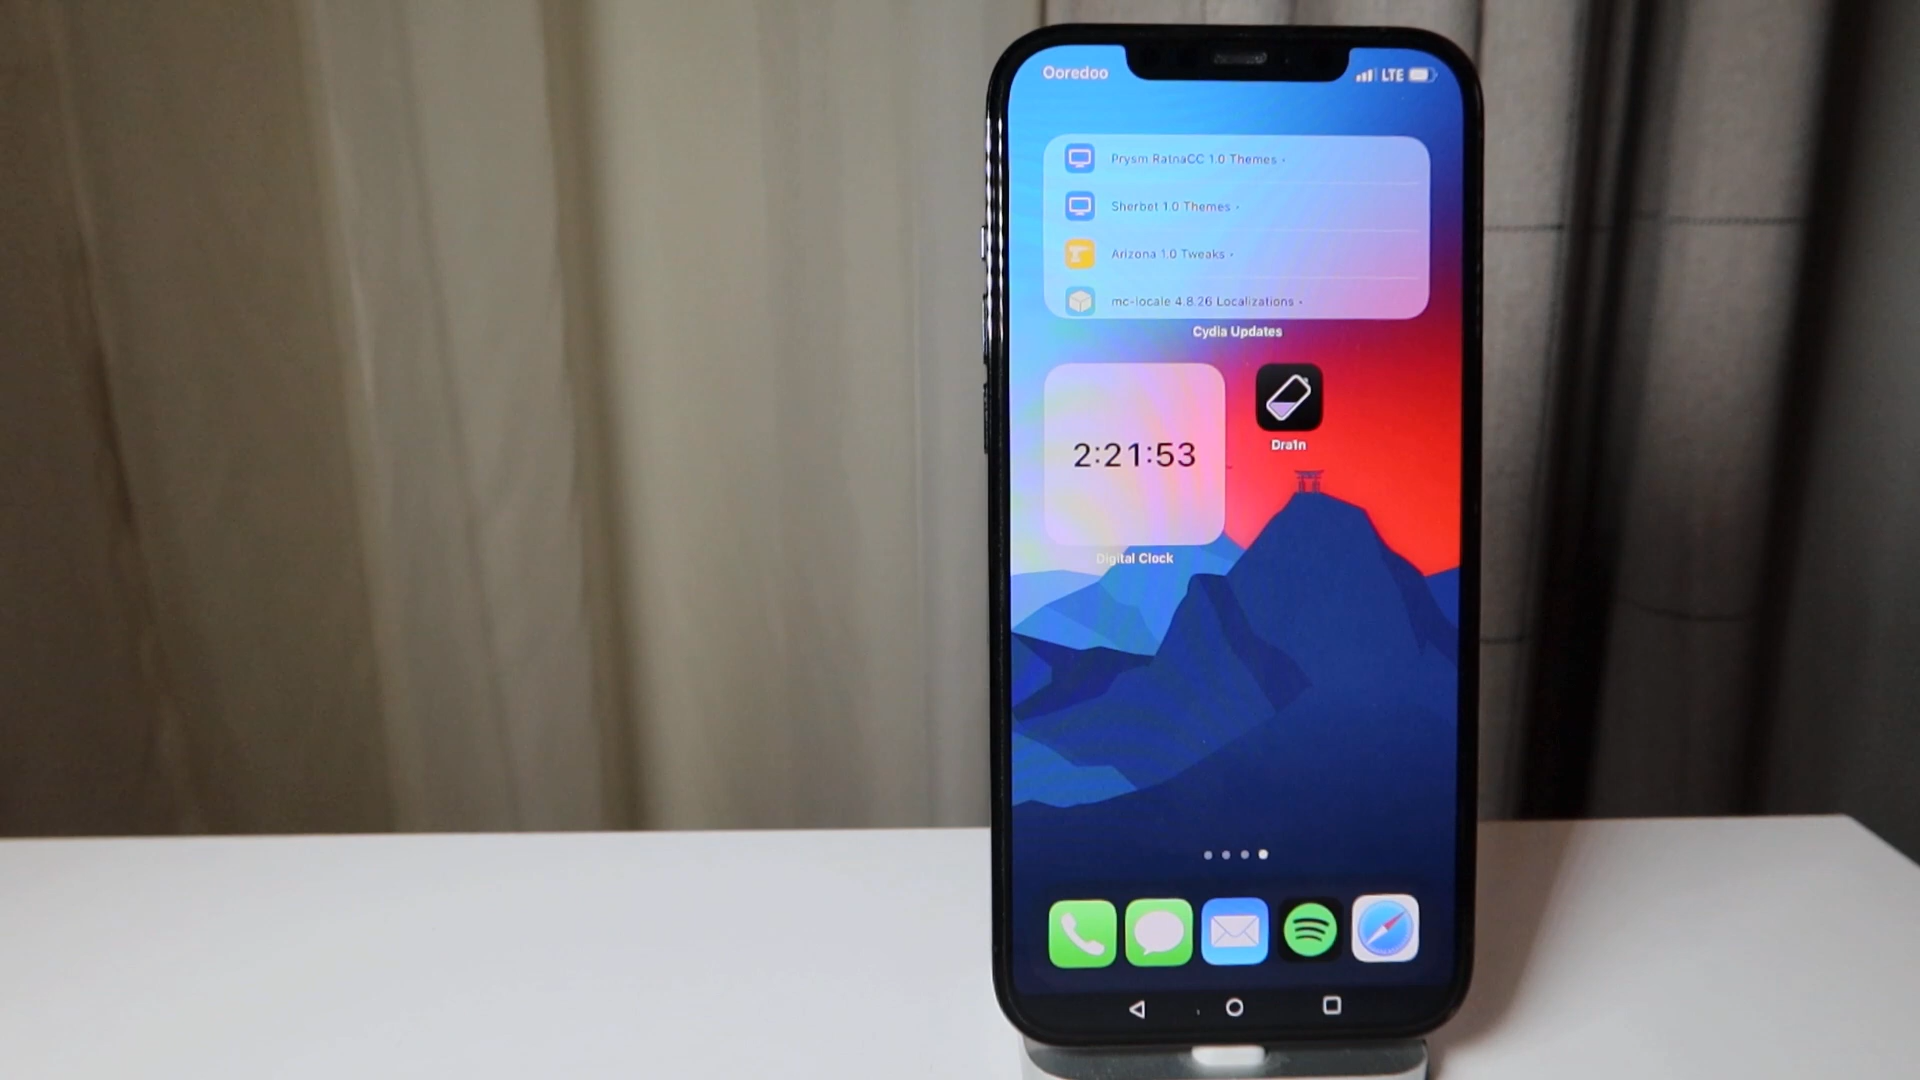 Ooredoo LTE
Prysm RatnaCC 1.0 Themes •
Sherbet 1.0 Themes •
Arizona 1.0 Tweaks •
mc-locale 4.8.26 Localizations •
Cydia Updates
2:21:53
Dra1n
Digital Clock